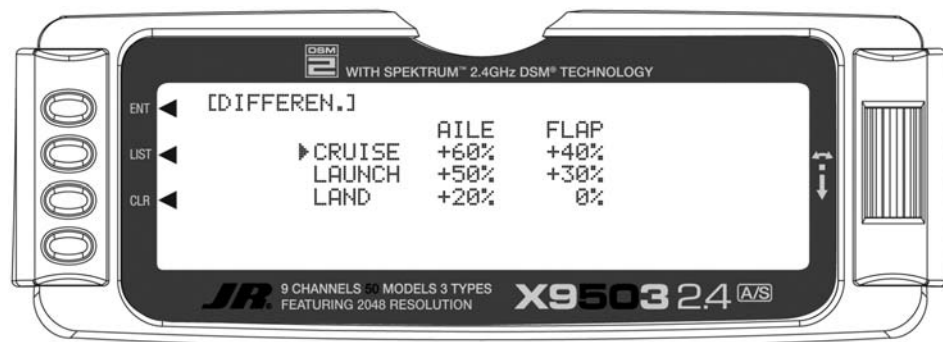 DSM
2
WITH SPEKTRUM™ 2.4GHz DSM® TECHNOLOGY
ENT
LIST
CLR
[DIFFEREN.]
AILE FLAP
CRUISE +60% +40%
LAUNCH +50% +30%
LAND +20% 0%
JR.
9 CHANNELS 50 MODELS 3 TYPES
FEATURING 2048 RESOLUTION
X9503 2.4 A/S